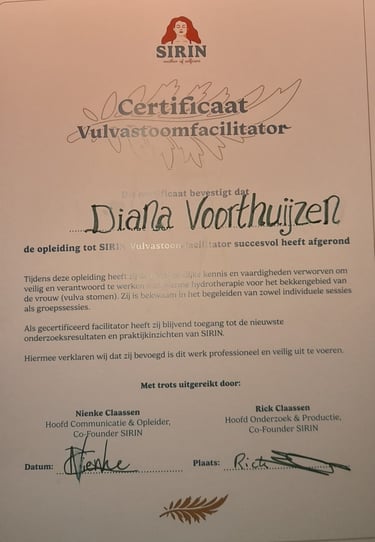 SIRIN
Certificaat
Vulvastoomfacilitator
certificaat bevestigt dat
Diana Voorthuijzen
de opleiding tot SIRIN Vulvastoomfacilitator succesvol heeft afgerond
Tijdens deze opleiding heeft zij kennis en vaardigheden verworven om
veilig en verantwoord te werken hydrotherapie voor het bekkengebied van
de vrouw (vulva stomen). Zij is bekwaam in het begeleiden van zowel individuele sessies
als groepssessies.
Als gecertificeerd facilitator heeft zij blijvend toegang tot de nieuwste
onderzoeksresultaten en praktijkinzichten van SIRIN.
Hiermee verklaren wij dat zij bevoegd is dit werk professioneel en veilig uit te voeren.
Met trots uitgereikt door:
Nienke Claassen
Hoofd Communicatie & Opleider,
Co-Founder SIRIN
Rick Claassen
Hoofd Onderzoek & Productie,
Co-Founder SIRIN
Datum: Nienke
Plaats: Rick